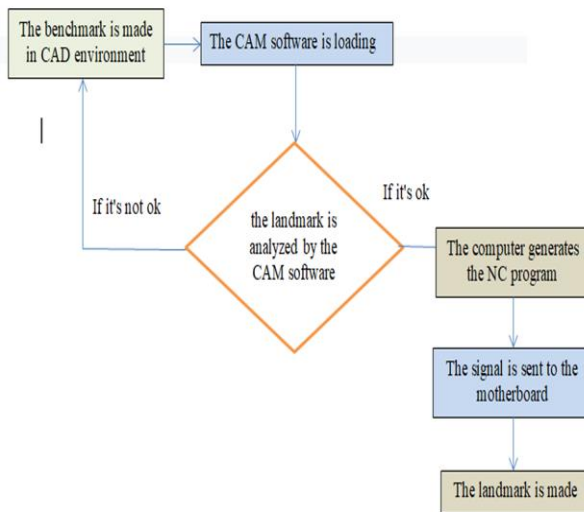 The benchmark is made
in CAD environment
The CAM software is loading
If it's not ok
If it's ok
the landmark is
analyzed by the
CAM software
The computer generates
the NC program
The signal is sent to the
motherboard
The landmark is made